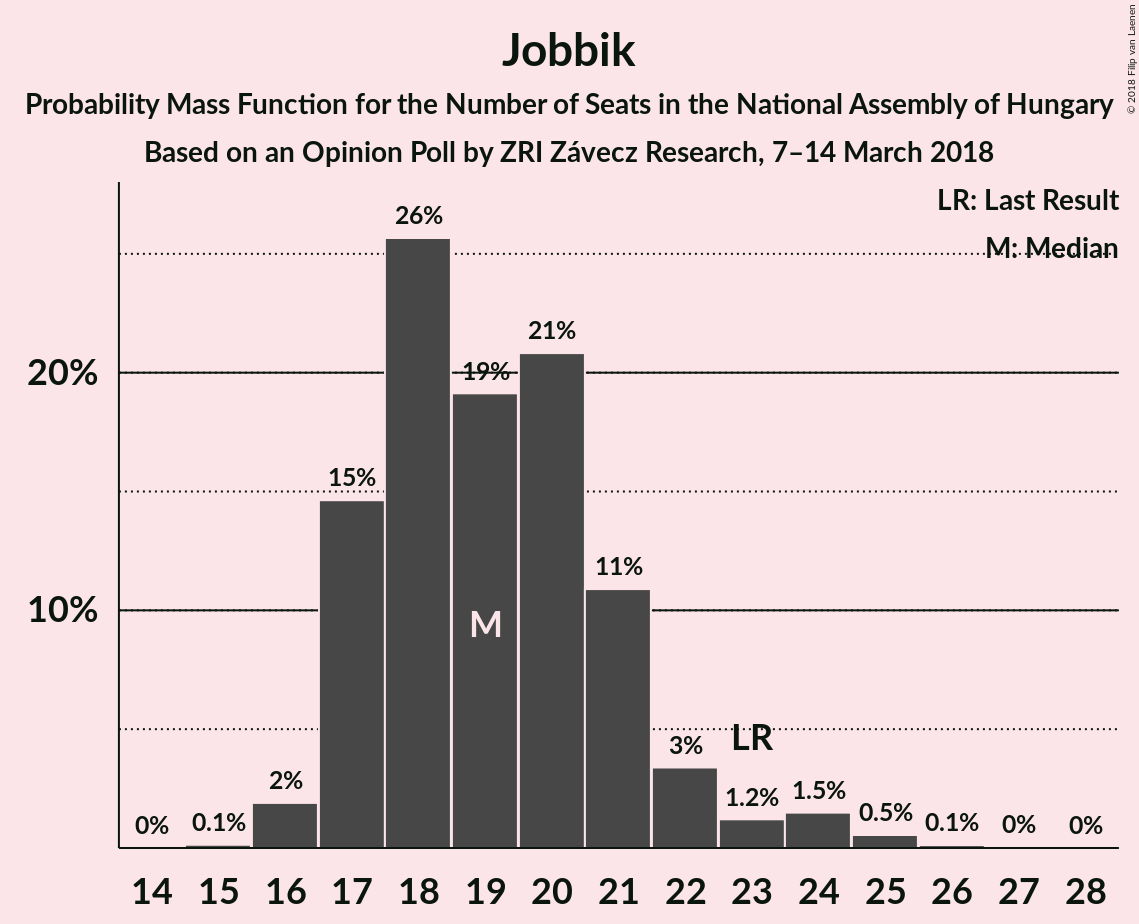 Jobbik
Probability Mass Function for the Number of Seats in the National Assembly of Hungary
Based on an Opinion Poll by ZRI Závecz Research, 7–14 March 2018
© 2018 Filip van Laenen
LR: Last Result
M: Median
26%
21%
20%
19%
15%
11%
10%
M
LR
3%
2%
1.5%
1.2%
0.5%
0%
0.1%
0.1%
0%
0%
14 15 16 17 18 19 20 21 22 23 24 25 26 27 28